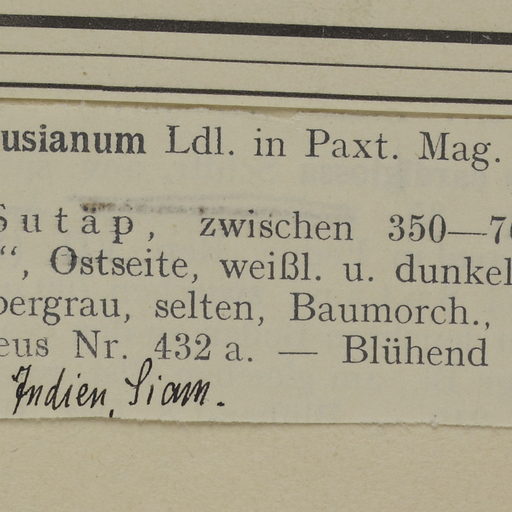 usianum Ldl. in Paxt. Mag.
Sutäp, zwischen 350—70
“, Ostseite, weißl. u. dunkel
bergrau, selten, Baumorch.,
eus Nr. 432 a. — Blühend
Indien, Siam.